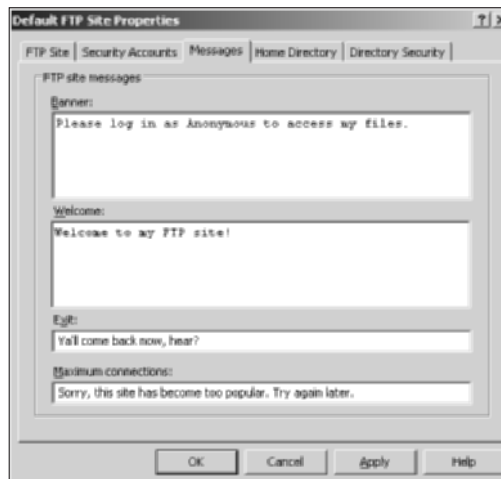 Default FTP Site Properties
FTP Site Security Accounts Messages Home Directory Directory Security
FTP site messages
Banner:
Please log in as Anonymous to access my files.
Welcome:
Welcome to my FTP site!
Exit:
Ya'll come back now, hear?
Maximum connections:
Sorry, this site has become too popular. Try again later.
OK Cancel Apply Help